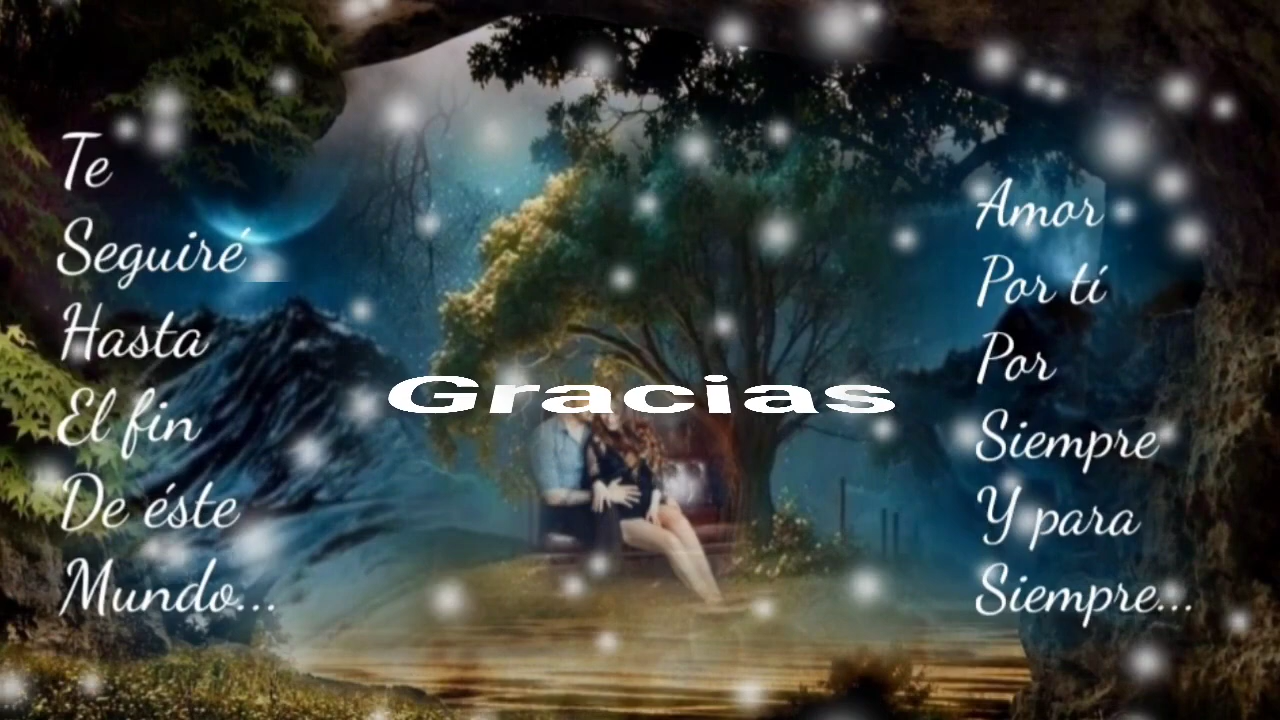 Te
Seguiré
Hasta
El fin
De éste
Mundo...
Gracias
Amor
Por tí
Por
Siempre
Y para
Siempre...